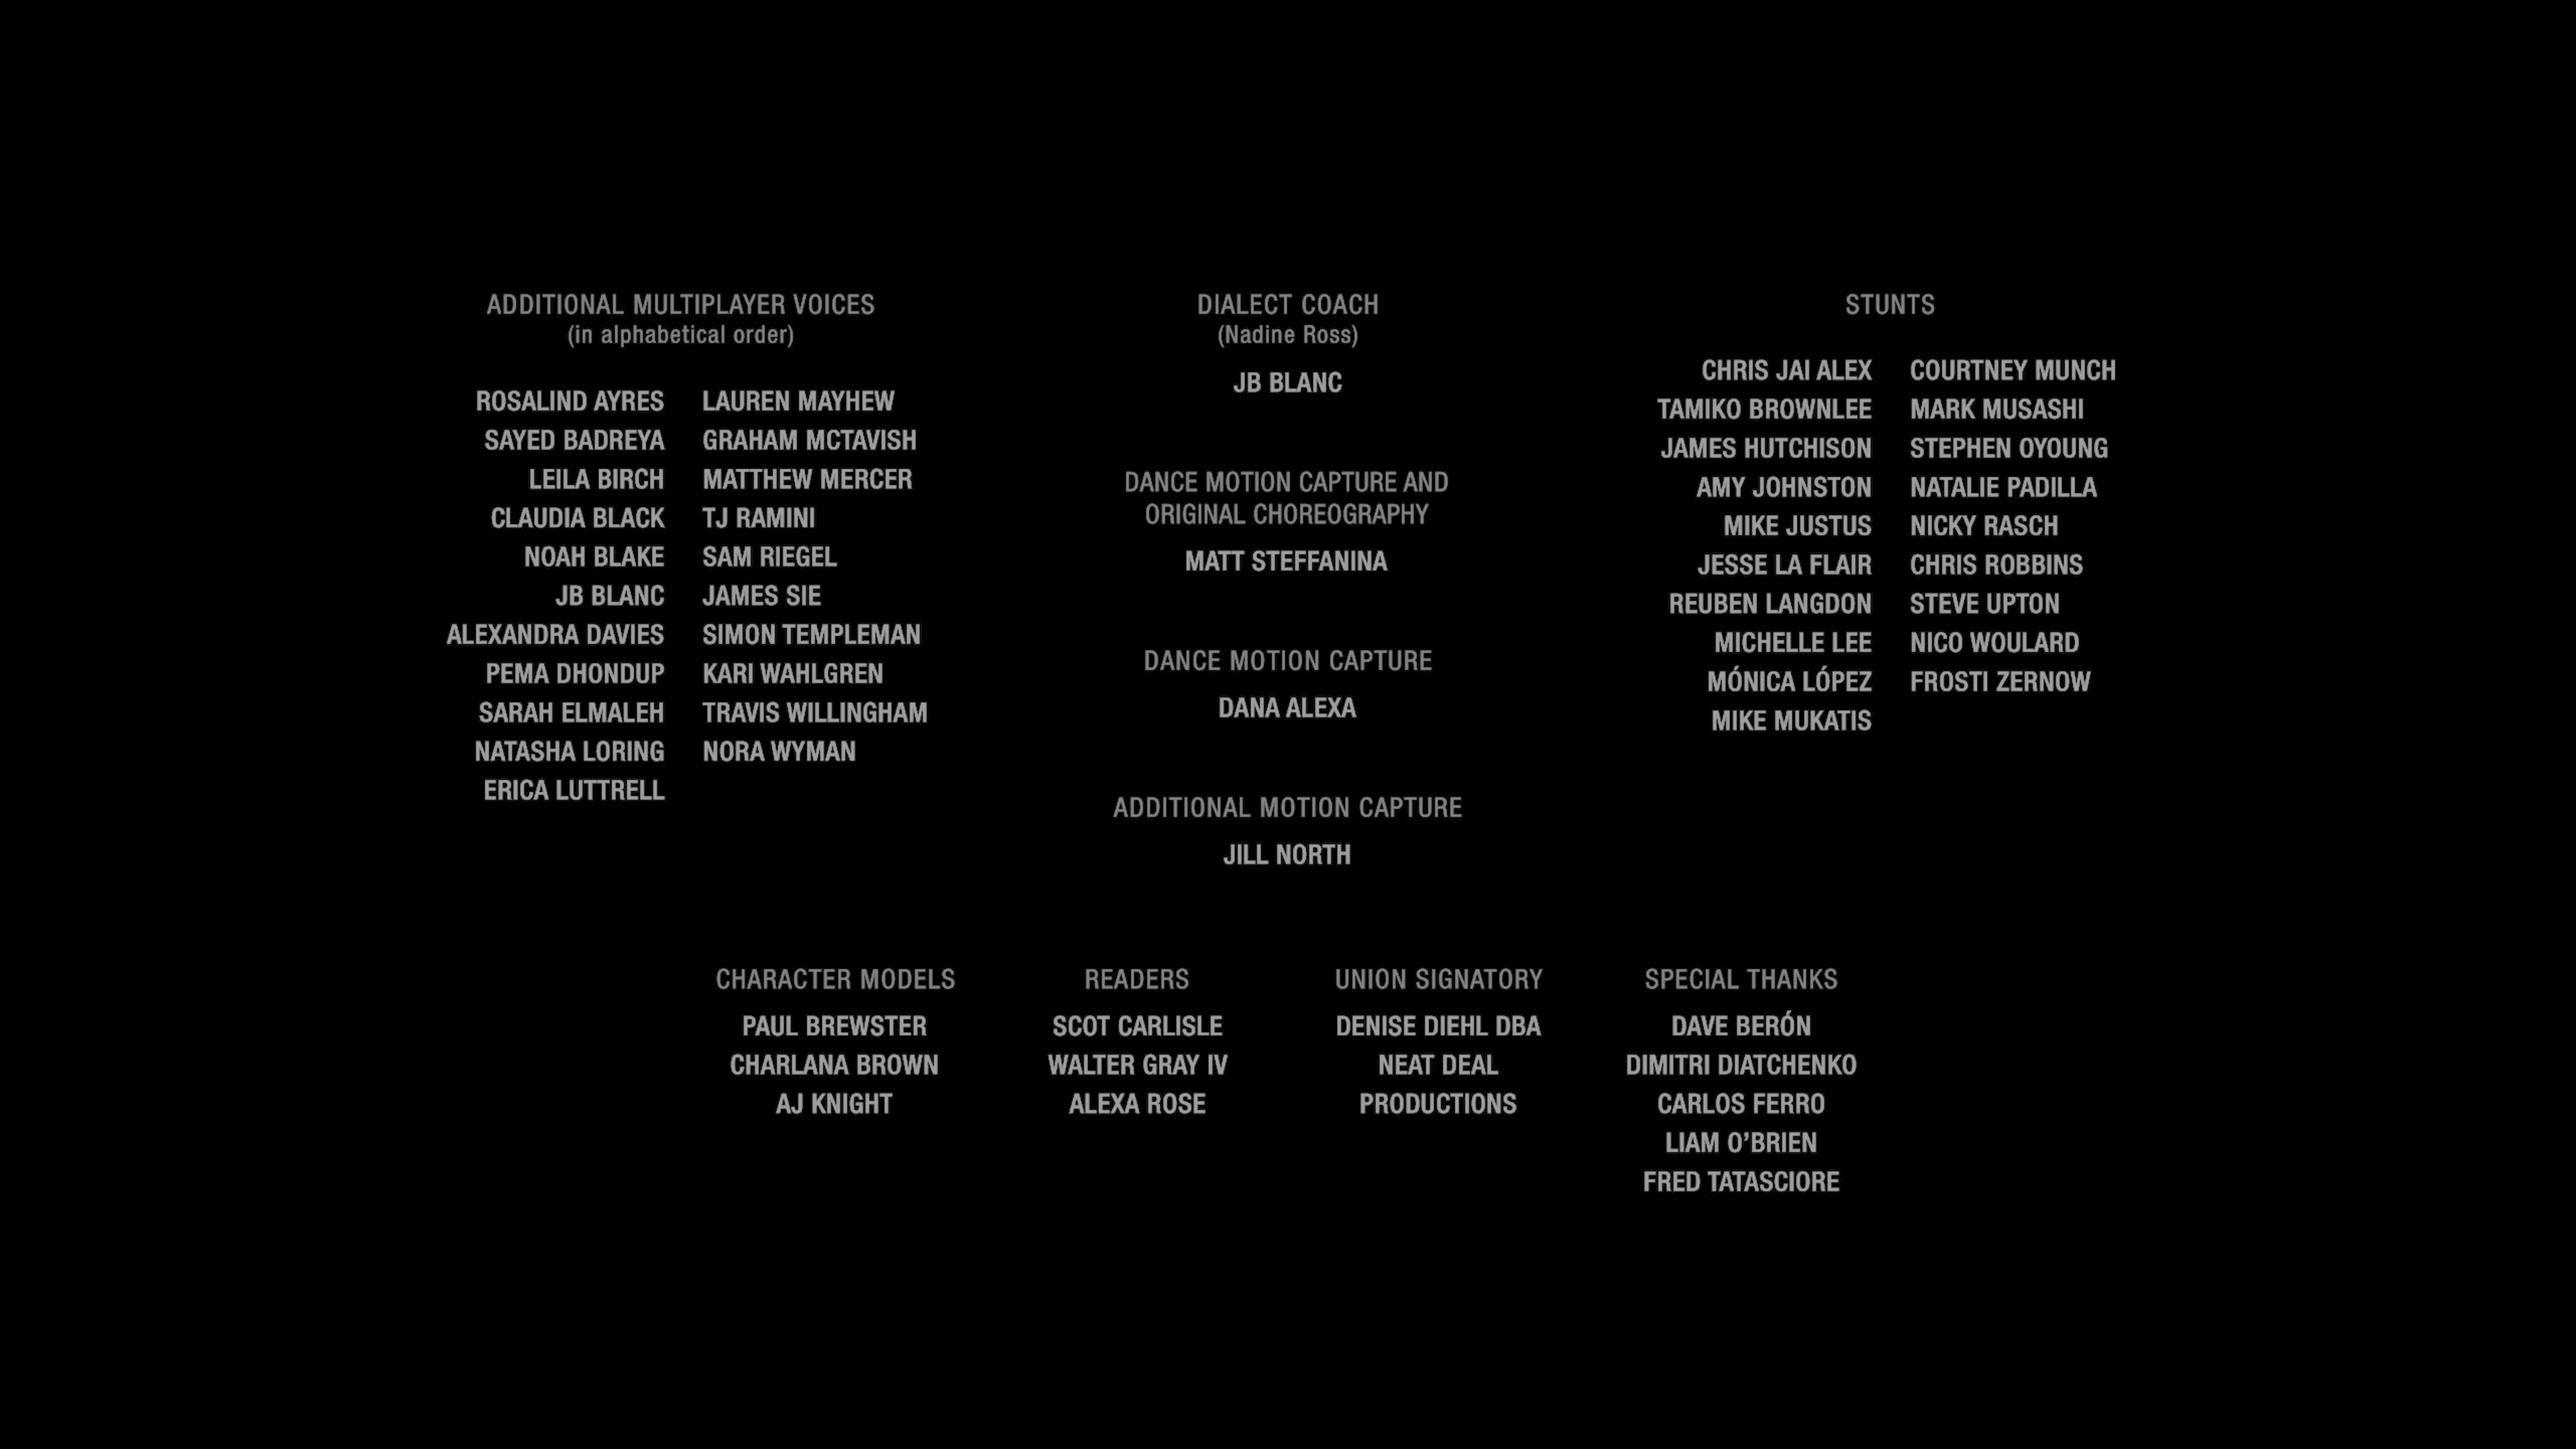 ADDITIONAL MULTIPLAYER VOICES
(in alphabetical order)
ROSALIND AYRES
SAYED BADREYA
LEILA BIRCH
CLAUDIA BLACK
NOAH BLAKE
JB BLANC
ALEXANDRA DAVIES
PEMA DHONDUP
SARAH ELMALEH
NATASHA LORING
ERICA LUTTRELL
LAUREN MAYHEW
GRAHAM MCTAVISH
MATTHEW MERCER
TJ RAMINI
SAM RIEGEL
JAMES SIE
SIMON TEMPLEMAN
KARI WAHLGREN
TRAVIS WILLINGHAM
NORA WYMAN
DIALECT COACH
(Nadine Ross)
JB BLANC
DANCE MOTION CAPTURE AND
ORIGINAL CHOREOGRAPHY
MATT STEFFANINA
DANCE MOTION CAPTURE
DANA ALEXA
ADDITIONAL MOTION CAPTURE
JILL NORTH
STUNTS
CHRIS JAI ALEX
TAMIKO BROWNLEE
JAMES HUTCHISON
AMY JOHNSTON
MIKE JUSTUS
JESSE LA FLAIR
REUBEN LANGDON
MICHELLE LEE
MÓNICA LÓPEZ
MIKE MUKATIS
COURTNEY MUNCH
MARK MUSASHI
STEPHEN OYOUNG
NATALIE PADILLA
NICKY RASCH
CHRIS ROBBINS
STEVE UPTON
NICO WOULARD
FROSTI ZERNOW
CHARACTER MODELS
PAUL BREWSTER
CHARLANA BROWN
AJ KNIGHT
READERS
SCOT CARLISLE
WALTER GRAY IV
ALEXA ROSE
UNION SIGNATORY
DENISE DIEHL DBA
NEAT DEAL
PRODUCTIONS
SPECIAL THANKS
DAVE BERÓN
DIMITRI DIATCHENKO
CARLOS FERRO
LIAM O’BRIEN
FRED TATASCIORE